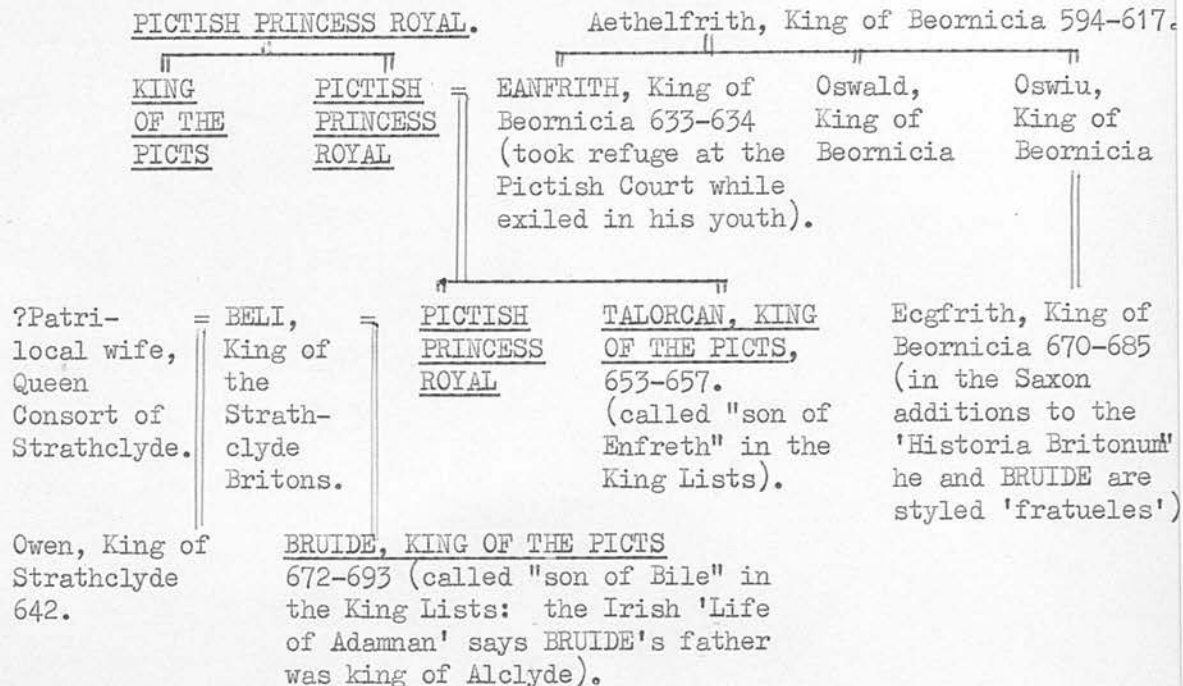 PICTISH PRINCESS ROYAL.
Aethelfrith, King of Beornicia 594-617.
KING
OF THE
PICTS
PICTISH
PRINCESS
ROYAL
=
EANFRITH, King of
Beornicia 633-634
(took refuge at the
Pictish Court while
exiled in his youth).
Oswald,
King of
Beornicia
Oswiu,
King of
Beornicia
?Patri-
local wife,
Queen
Consort of
Strathclyde.
=
BELI,
King of
the
Strath-
clyde
Britons.
=
PICTISH
PRINCESS
ROYAL
TALORCAN, KING
OF THE PICTS,
653-657.
(called "son of
Enfreth" in the
King Lists).
Ecgfrith, King of
Beornicia 670-685
(in the Saxon
additions to the
'Historia Britonum'
he and BRUIDE are
styled 'fratueles')
Owen, King of
Strathclyde
642.
BRUIDE, KING OF THE PICTS
672-693 (called "son of Bile" in
the King Lists: the Irish 'Life
of Adamnan' says BRUIDE's father
was king of Alclyde).